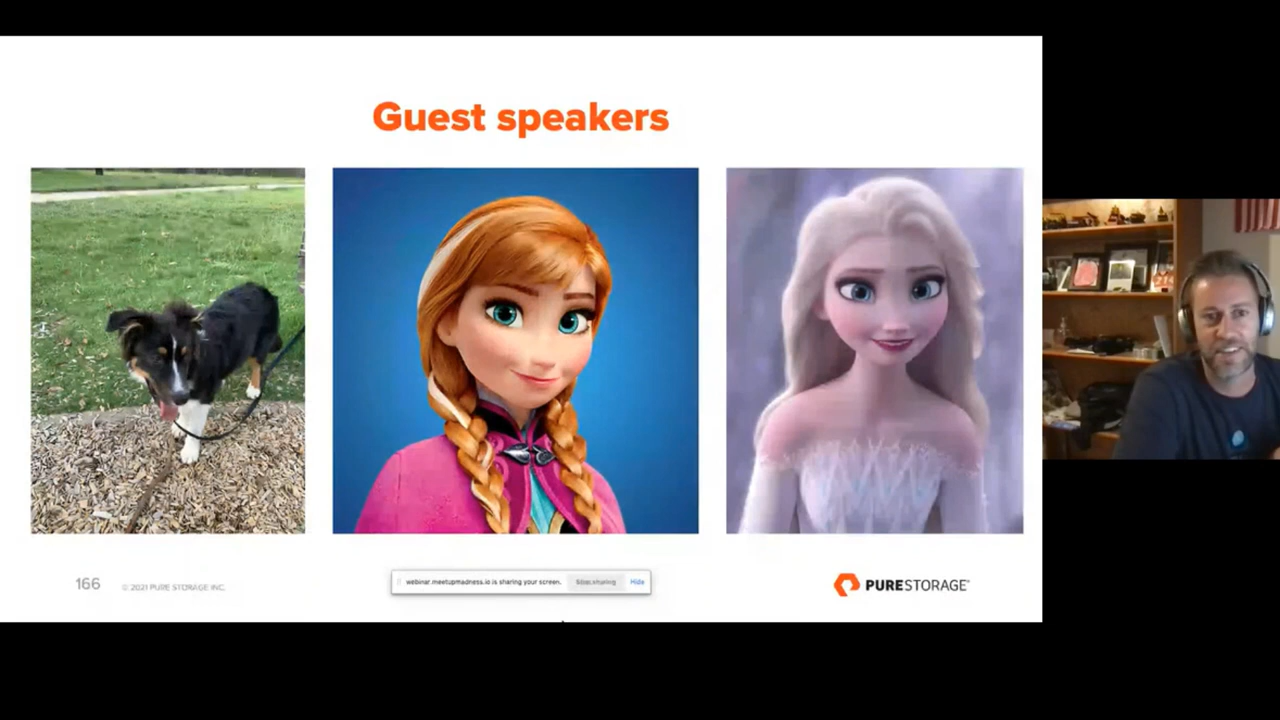 Guest speakers
166
© 2021 PURE STORAGE INC.
webinar.meetupmadness.io is sharing your screen.
Stop sharing
Hide
PURESTORAGE